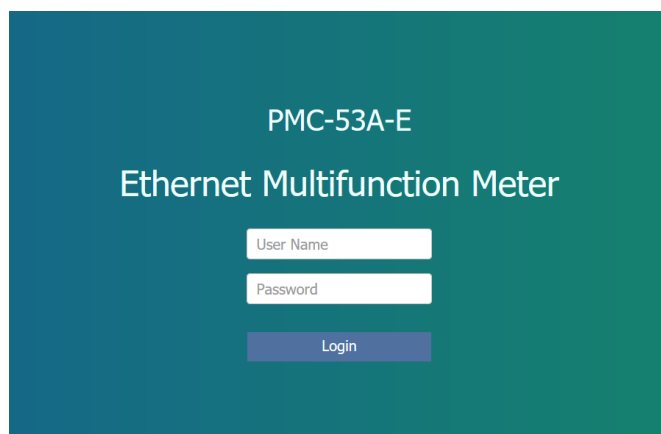 PMC-53A-E
Ethernet Multifunction Meter
User Name
Password
Login